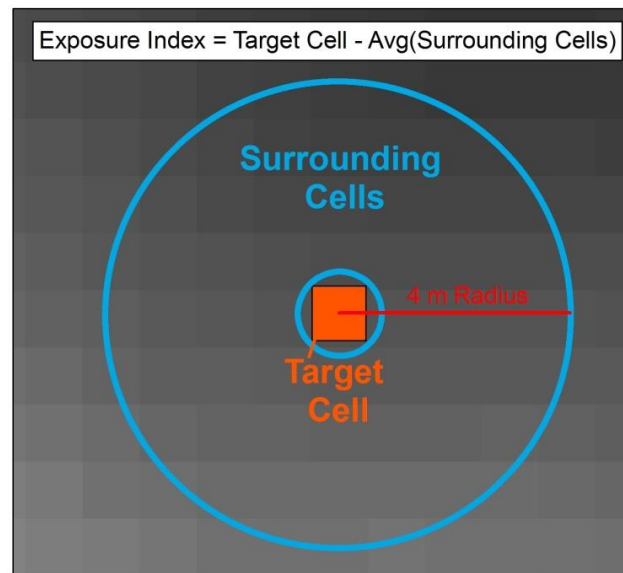 Exposure Index = Target Cell - Avg(Surrounding Cells)
Surrounding
Cells
4 m Radius
Target
Cell